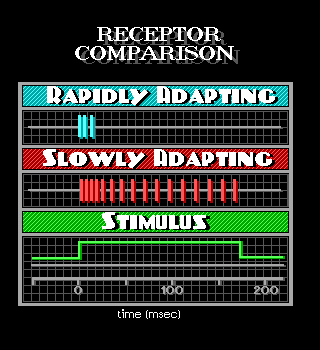 RECEPTOR
COMPARISON
RAPIDLY ADAPTING
SLOWLY ADAPTING
STIMULUS
0 100 200
time (msec)